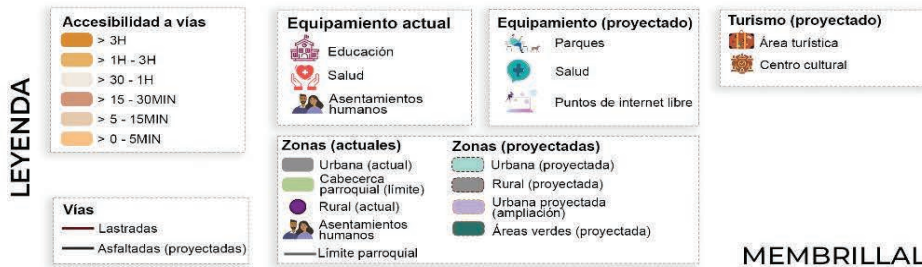 LEYENDA
Accesibilidad a vías
> 3H
> 1H - 3H
> 30 - 1H
> 15 - 30MIN
> 5 - 15MIN
> 0 - 5MIN
Vías
Lastradas
Asfaltadas (proyectadas)
Equipamiento actual
Educación
Salud
Asentamientos
humanos
Equipamiento (proyectado)
Parques
Salud
Puntos de internet libre
Turismo (proyectado)
Área turística
Centro cultural
Zonas (actuales)
Urbana (actual)
Cabecerca
parroquial (límite)
Rural (actual)
Asentamientos
humanos
Límite parroquial
Zonas (proyectadas)
Urbana (proyectada)
Rural (proyectada)
Urbana proyectada
(ampliación)
Áreas verdes (proyectada)
MEMBRILLAL